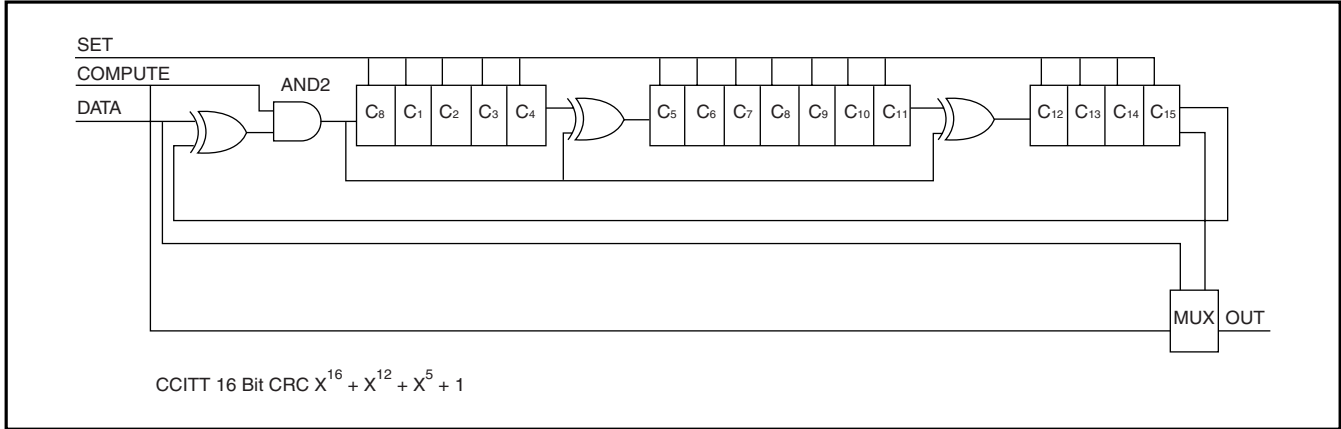 SET
COMPUTE
AND2
DATA
C₈ C₁ C₂ C₃ C₄ C₅ C₆ C₇ C₈ C₉ C₁₀ C₁₁ C₁₂ C₁₃ C₁₄ C₁₅
MUX OUT
CCITT 16 Bit CRC X¹⁶ + X¹² + X⁵ + 1